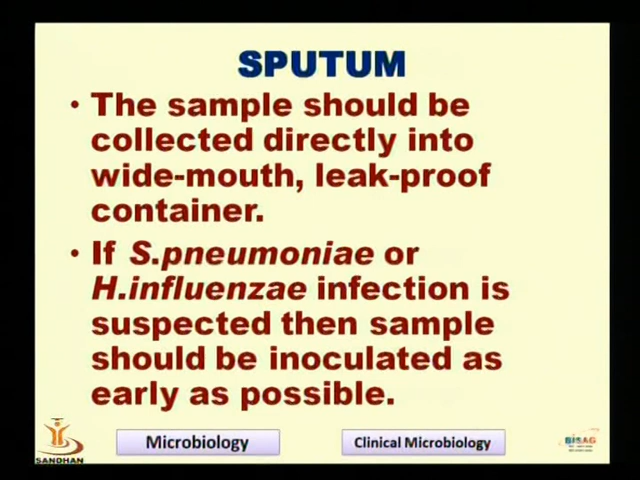 SPUTUM
• The sample should be
collected directly into
wide-mouth, leak-proof
container.
• If S.pneumoniae or
H.influenzae infection is
suspected then sample
should be inoculated as
early as possible.
Microbiology
Clinical Microbiology
SANDHAN
BISAG